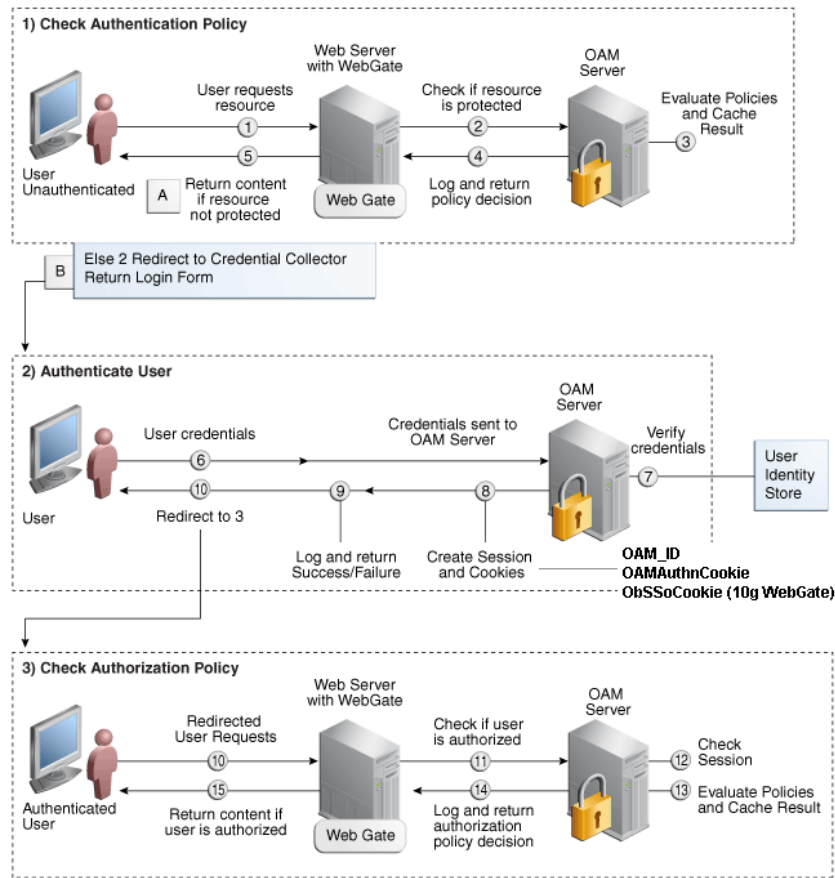 1) Check Authentication Policy
Web Server
with WebGate
OAM
Server
User requests
resource
Check if resource
is protected
Evaluate Policies
and Cache
Result
1
2
3
5
4
User
Unauthenticated
A
Return content
if resource
not protected
Web Gate
Log and return
policy decision
B
Else 2 Redirect to Credential Collector
Return Login Form
2) Authenticate User
OAM
Server
User credentials
Credentials sent to
OAM Server
Verify
credentials
User
Identity
Store
6
7
10
9
8
User
Redirect to 3
Log and return
Success/Failure
Create Session
and Cookies
OAM_ID
OAMAuthnCookie
ObSSoCookie (10g WebGate)
3) Check Authorization Policy
Web Server
with WebGate
OAM
Server
Redirected
User Requests
Check if user
is authorized
10
11
12
Check
Session
15
14
13
Evaluate Policies
and Cache Result
Authenticated
User
Return content if
user is authorized
Web Gate
Log and return
authorization
policy decision